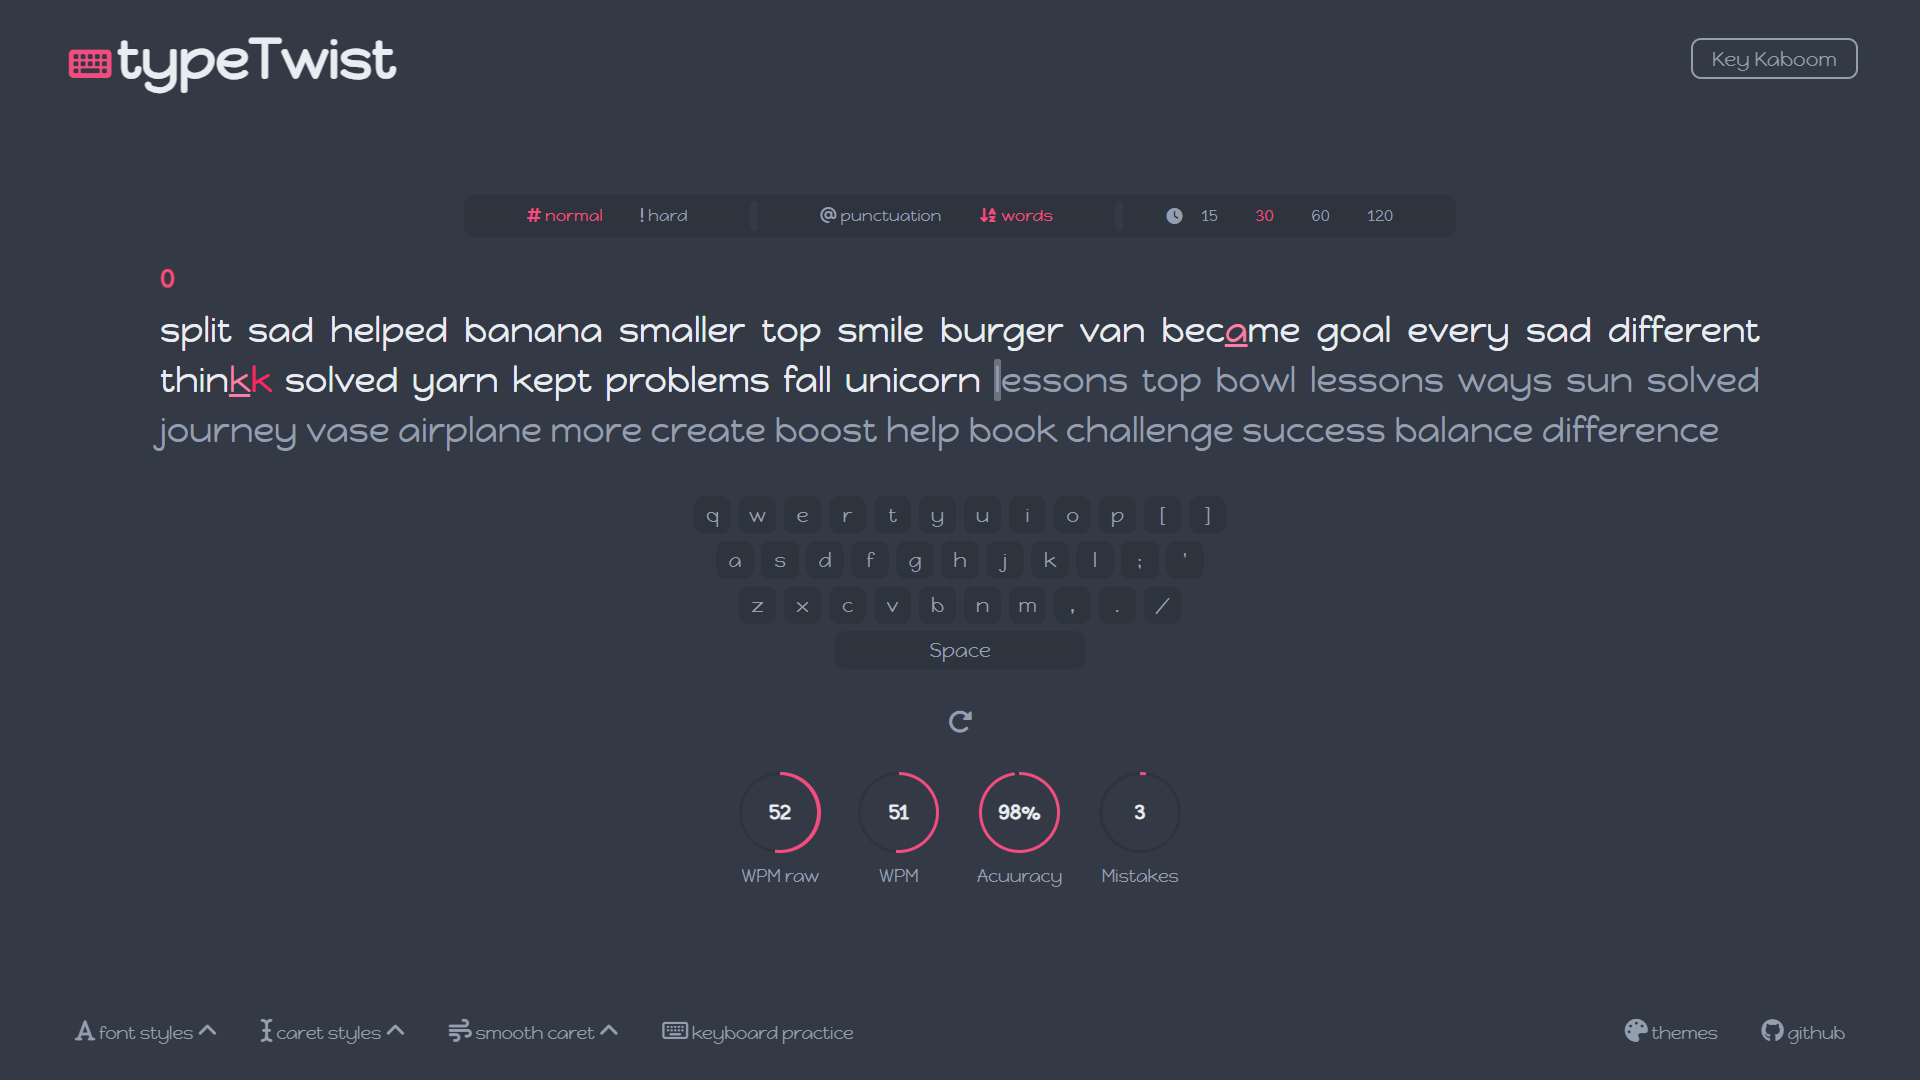 typeTwist
Key Kaboom
# normal ! hard @ punctuation words 15 30 60 120
0
split sad helped banana smaller top smile burger van became goal every sad different
thinkk solved yarn kept problems fall unicorn lessons top bowl lessons ways sun solved
journey vase airplane more create boost help book challenge success balance difference
q w e r t y u i o p [ ]
a s d f g h j k l ; '
z x c v b n m , . /
Space
52 51 98% 3
WPM raw WPM Acuuracy Mistakes
font styles caret styles smooth caret keyboard practice themes github